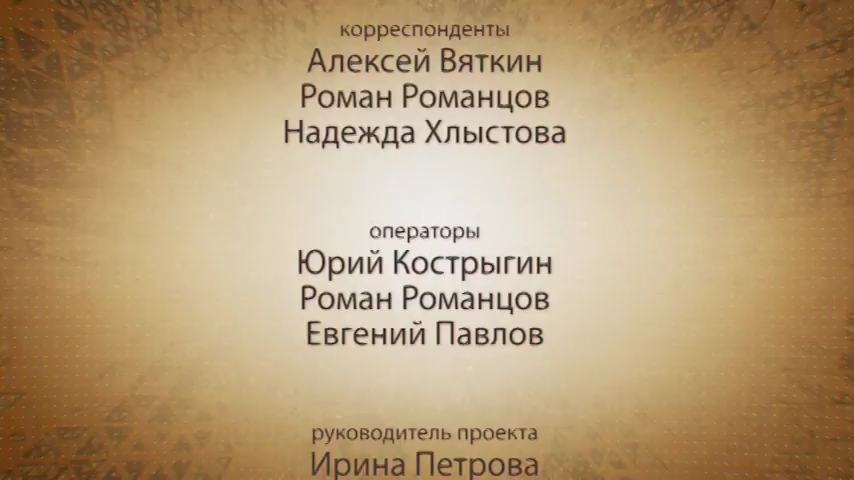 корреспонденты
Алексей Вяткин
Роман Романцов
Надежда Хлыстова
операторы
Юрий Кострыгин
Роман Романцов
Евгений Павлов
руководитель проекта
Ирина Петрова